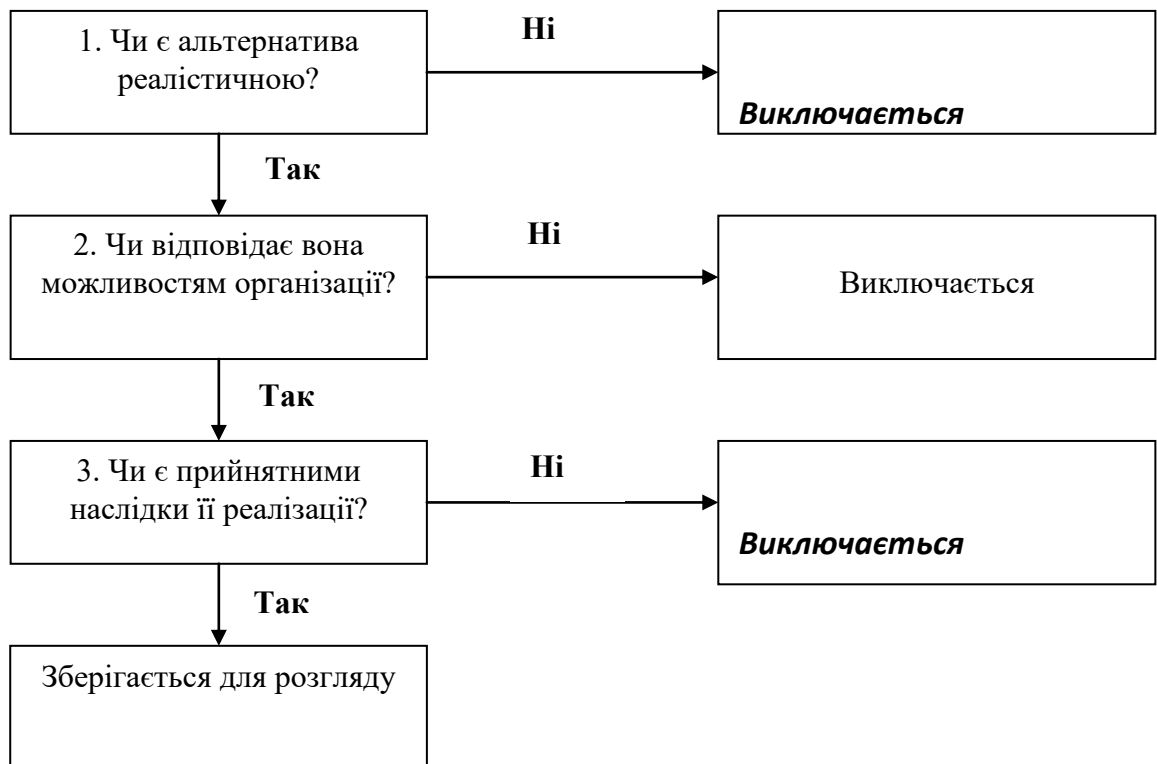 1. Чи є альтернатива
реалістичною?
Ні
Виключається
Так
2. Чи відповідає вона
можливостям організації?
Ні
Виключається
Так
3. Чи є прийнятними
наслідки її реалізації?
Ні
Виключається
Так
Зберігається для розгляду